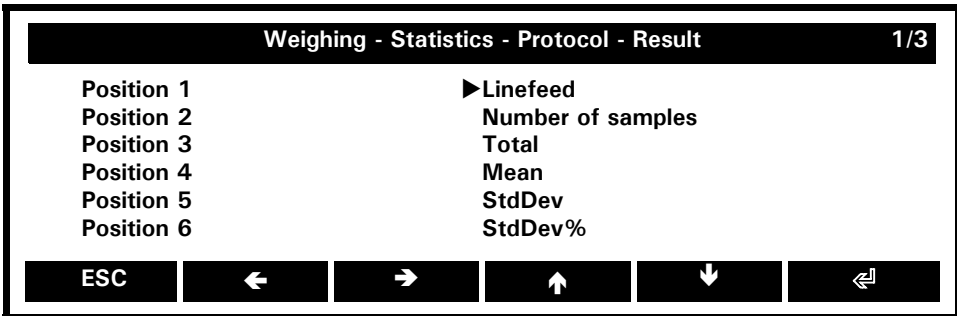 Weighing - Statistics - Protocol - Result 1/3
Position 1 ▶Linefeed
Position 2 Number of samples
Position 3 Total
Position 4 Mean
Position 5 StdDev
Position 6 StdDev%
ESC ← → ↑ ↓ ↵